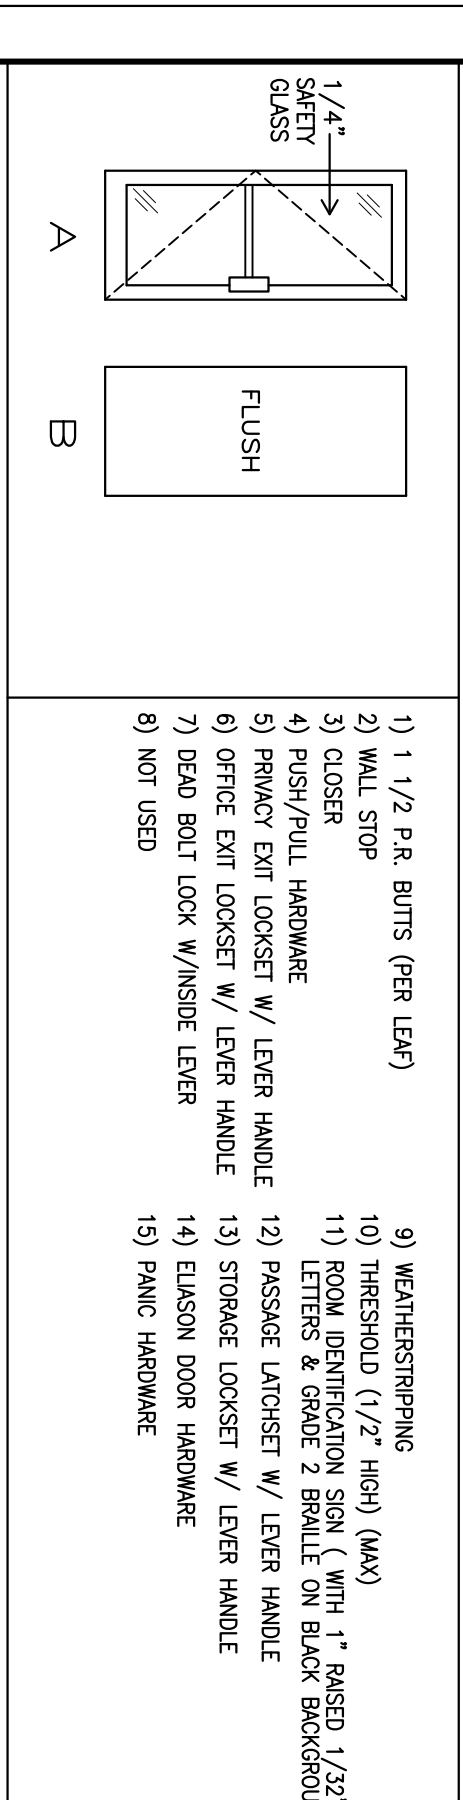 1/4"
SAFETY
GLASS
A
FLUSH
B
1) 1 1/2 P.R. BUTTS (PER LEAF)
2) WALL STOP
3) CLOSER
4) PUSH/PULL HARDWARE
5) PRIVACY EXIT LOCKSET W/ LEVER HANDLE
6) OFFICE EXIT LOCKSET W/ LEVER HANDLE
7) DEAD BOLT LOCK W/INSIDE LEVER
8) NOT USED
9) WEATHERSTRIPPING
10) THRESHOLD (1/2" HIGH) (MAX)
11) ROOM IDENTIFICATION SIGN ( WITH 1" RAISED 1/32"
LETTERS & GRADE 2 BRAILLE ON BLACK BACKGROU
12) PASSAGE LATCHSET W/ LEVER HANDLE
13) STORAGE LOCKSET W/ LEVER HANDLE
14) ELIASON DOOR HARDWARE
15) PANIC HARDWARE